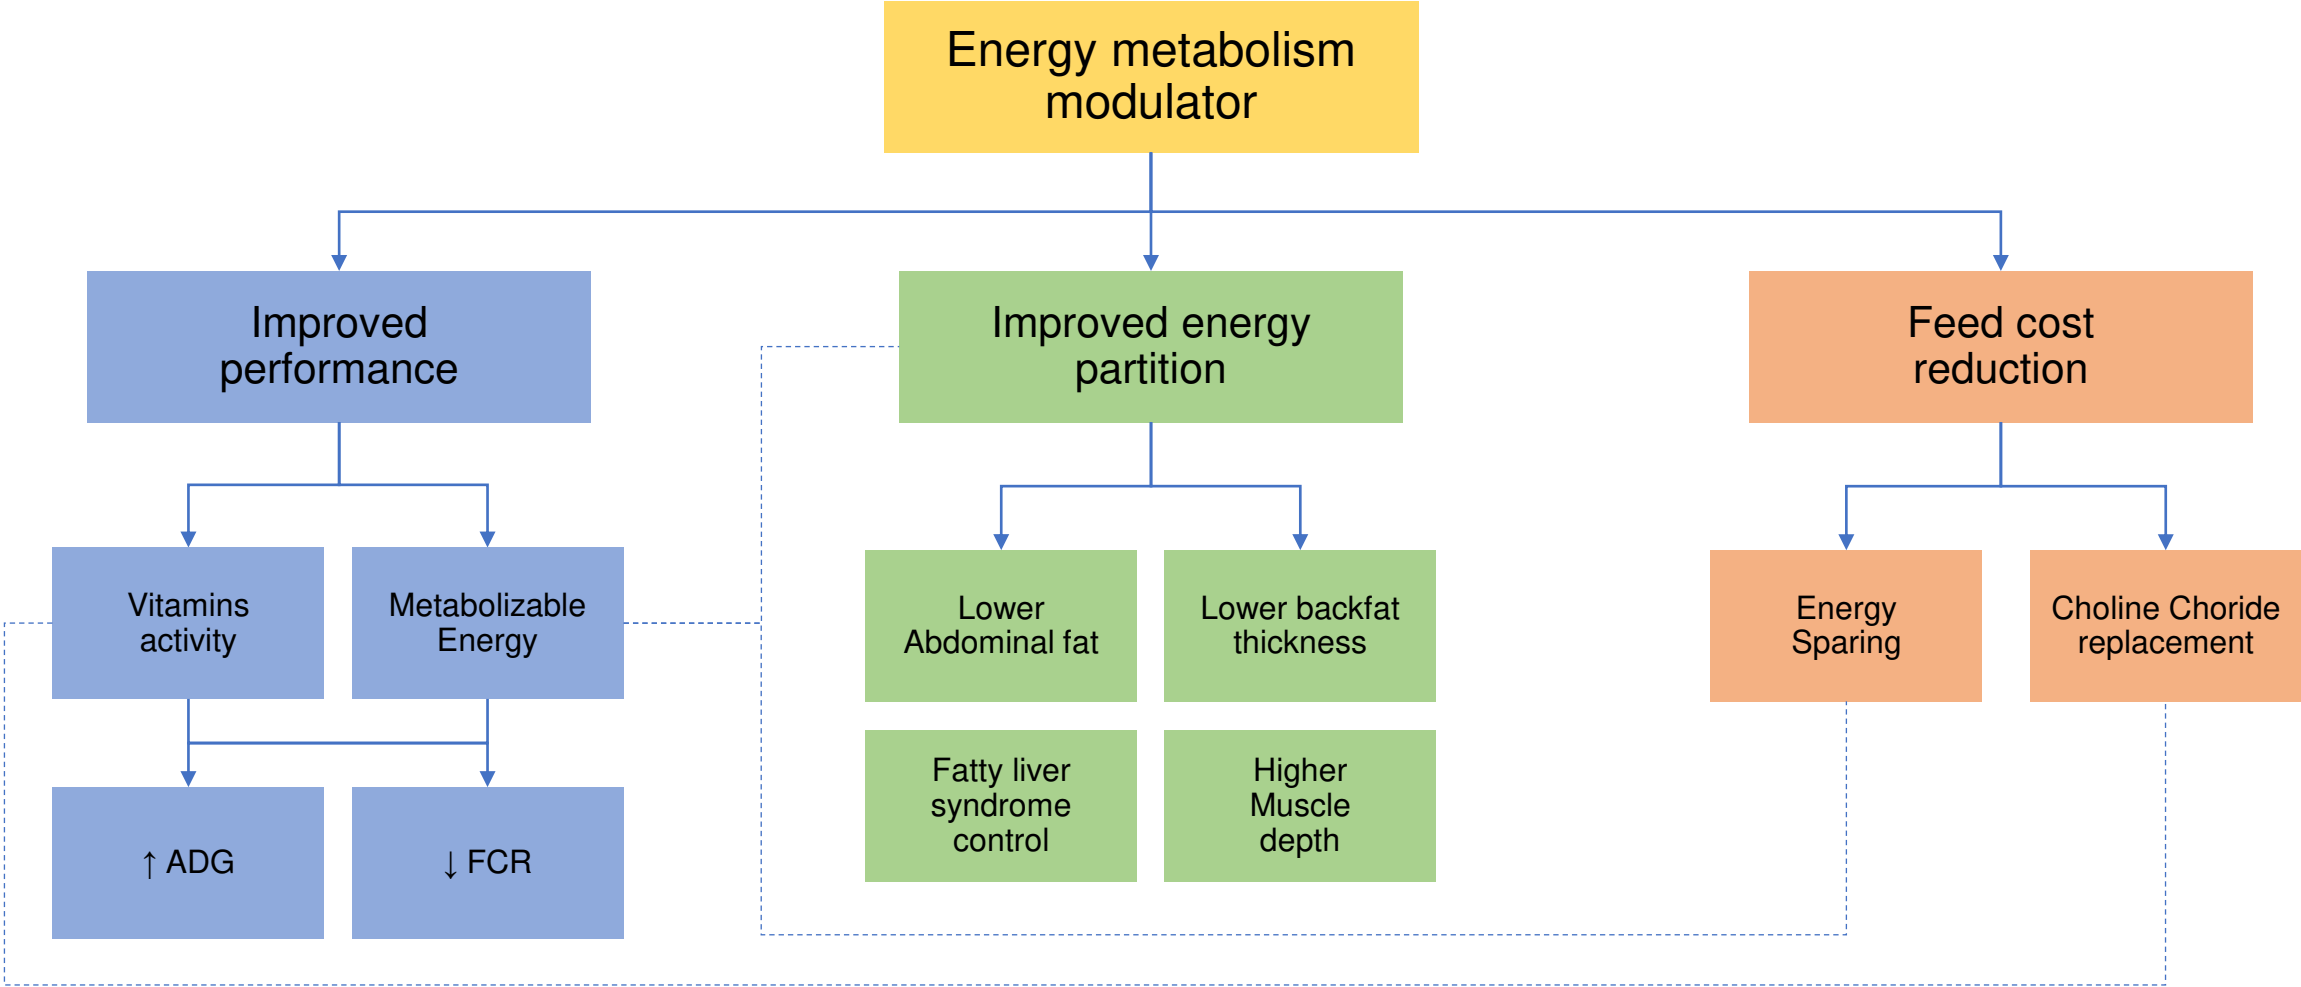 Energy metabolism
modulator
Improved
performance
Improved energy
partition
Feed cost
reduction
Vitamins
activity
Metabolizable
Energy
Lower
Abdominal fat
Lower backfat
thickness
Energy
Sparing
Choline Choride
replacement
Fatty liver
syndrome
control
Higher
Muscle
depth
↑ ADG
↓ FCR